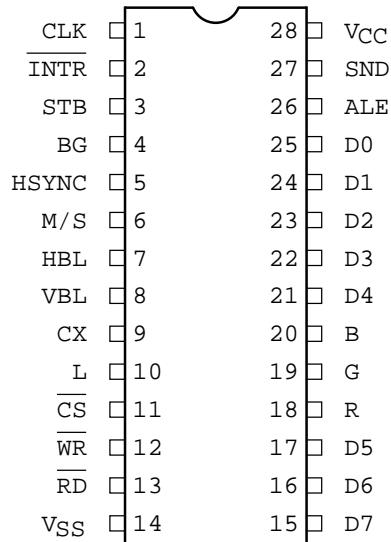 CLK 1 28 VCC
INTR 2 27 SND
STB 3 26 ALE
BG 4 25 D0
HSYNC 5 24 D1
M/S 6 23 D2
HBL 7 22 D3
VBL 8 21 D4
CX 9 20 B
L 10 19 G
CS 11 18 R
WR 12 17 D5
RD 13 16 D6
VSS 14 15 D7